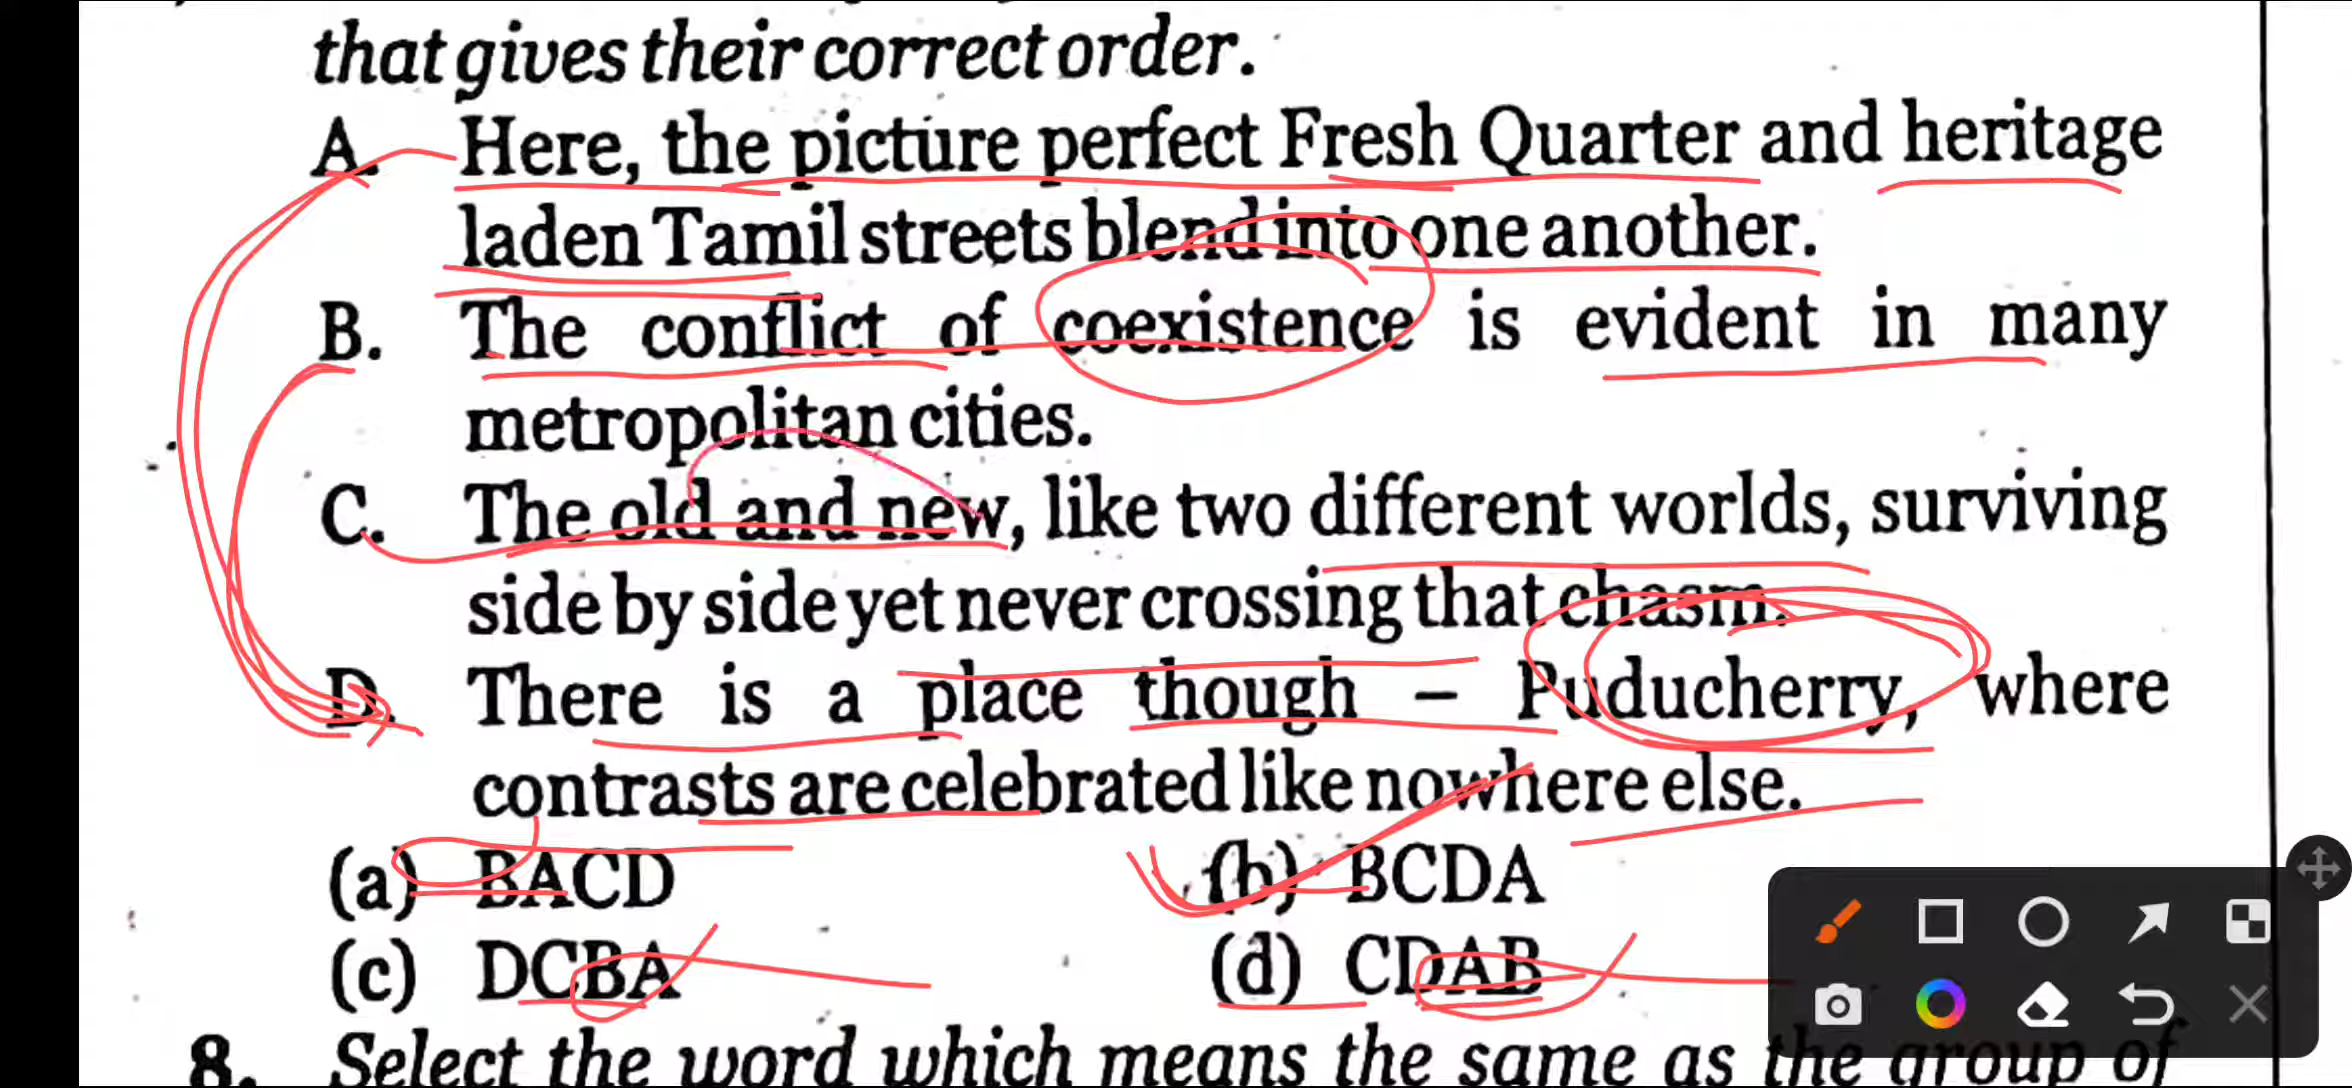 that gives their correct order.
A. Here, the picture perfect Fresh Quarter and heritage
laden Tamil streets blend into one another.
B. The conflict of coexistence is evident in many
metropolitan cities.
C. The old and new, like two different worlds, surviving
side by side yet never crossing that chasm.
D. There is a place though – Puducherry, where
contrasts are celebrated like nowhere else.
(a) BACD (b) BCDA
(c) DCBA (d) CDAB
8. Select the word which means the same as the group of